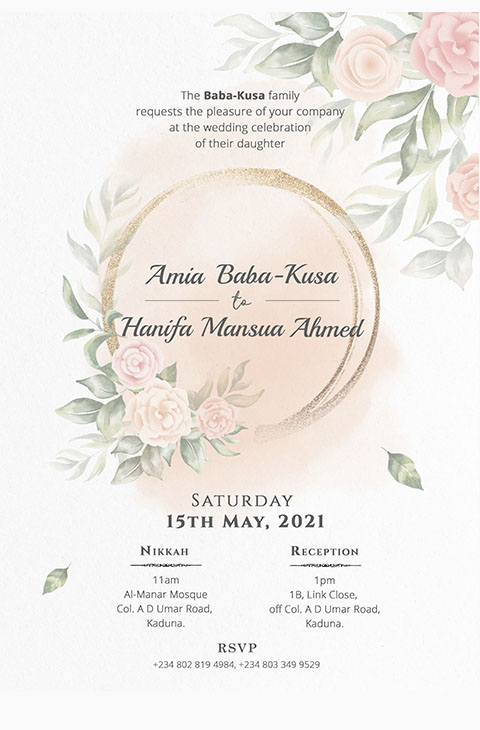 The Baba-Kusa family
requests the pleasure of your company
at the wedding celebration
of their daughter
Amia Baba-Kusa
to
Hanifa Mansua Ahmed
Saturday
15th May, 2021
Nikkah
11am
Al-Manar Mosque
Col. A D Umar Road,
Kaduna.
Reception
1pm
1B, Link Close,
off Col. A D Umar Road,
Kaduna.
RSVP
+234 802 819 4984, +234 803 349 9529